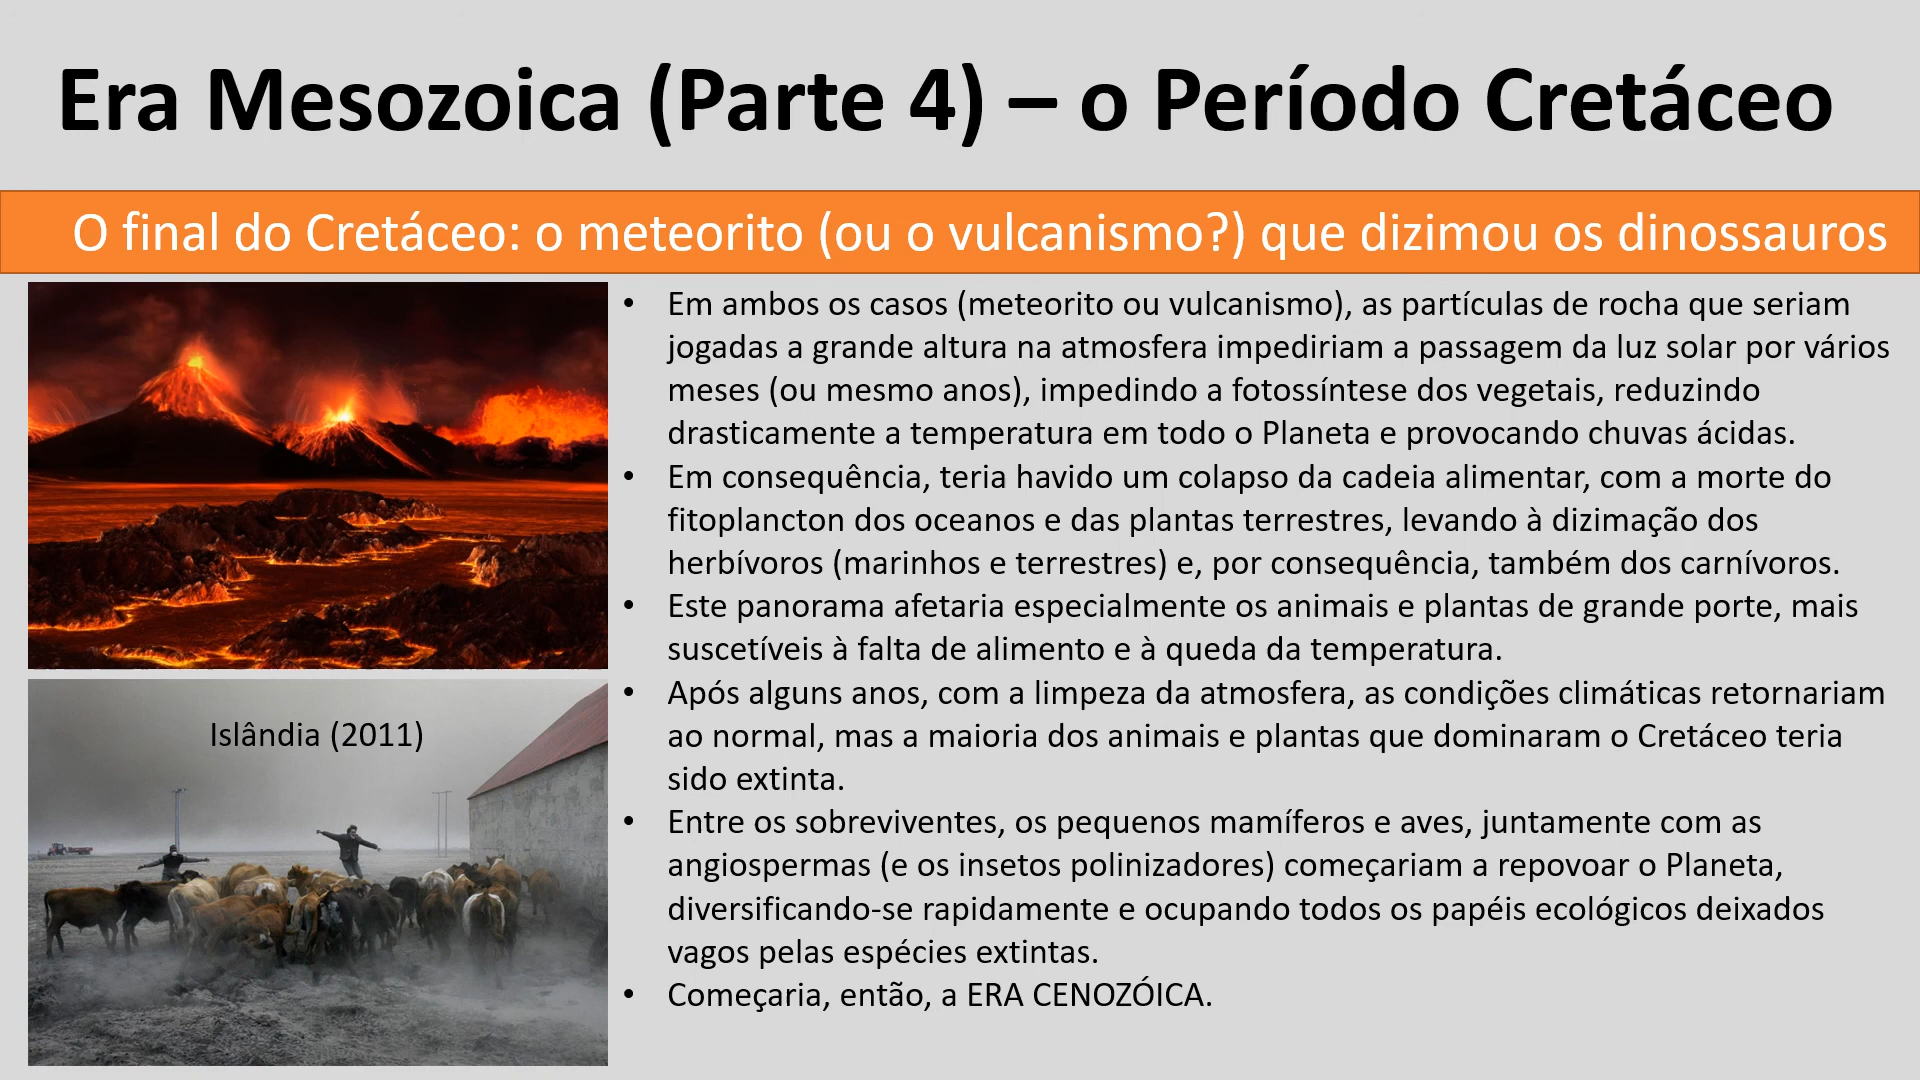 Era Mesozoica (Parte 4) – o Período Cretáceo
O final do Cretáceo: o meteorito (ou o vulcanismo?) que dizimou os dinossauros
• Em ambos os casos (meteorito ou vulcanismo), as partículas de rocha que seriam
jogadas a grande altura na atmosfera impediriam a passagem da luz solar por vários
meses (ou mesmo anos), impedindo a fotossíntese dos vegetais, reduzindo
drasticamente a temperatura em todo o Planeta e provocando chuvas ácidas.
• Em consequência, teria havido um colapso da cadeia alimentar, com a morte do
fitoplancton dos oceanos e das plantas terrestres, levando à dizimação dos
herbívoros (marinhos e terrestres) e, por consequência, também dos carnívoros.
• Este panorama afetaria especialmente os animais e plantas de grande porte, mais
suscetíveis à falta de alimento e à queda da temperatura.
• Após alguns anos, com a limpeza da atmosfera, as condições climáticas retornariam
ao normal, mas a maioria dos animais e plantas que dominaram o Cretáceo teria
sido extinta.
• Entre os sobreviventes, os pequenos mamíferos e aves, juntamente com as
angiospermas (e os insetos polinizadores) começariam a repovoar o Planeta,
diversificando-se rapidamente e ocupando todos os papéis ecológicos deixados
vagos pelas espécies extintas.
• Começaria, então, a ERA CENOZÓICA.
Islândia (2011)